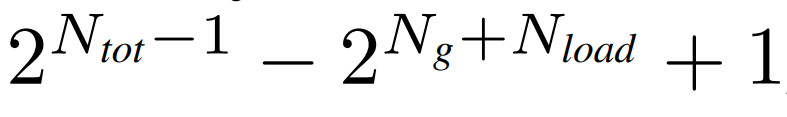 $2^{N_{tot}-1} - 2^{N_g+N_{load}} + 1$